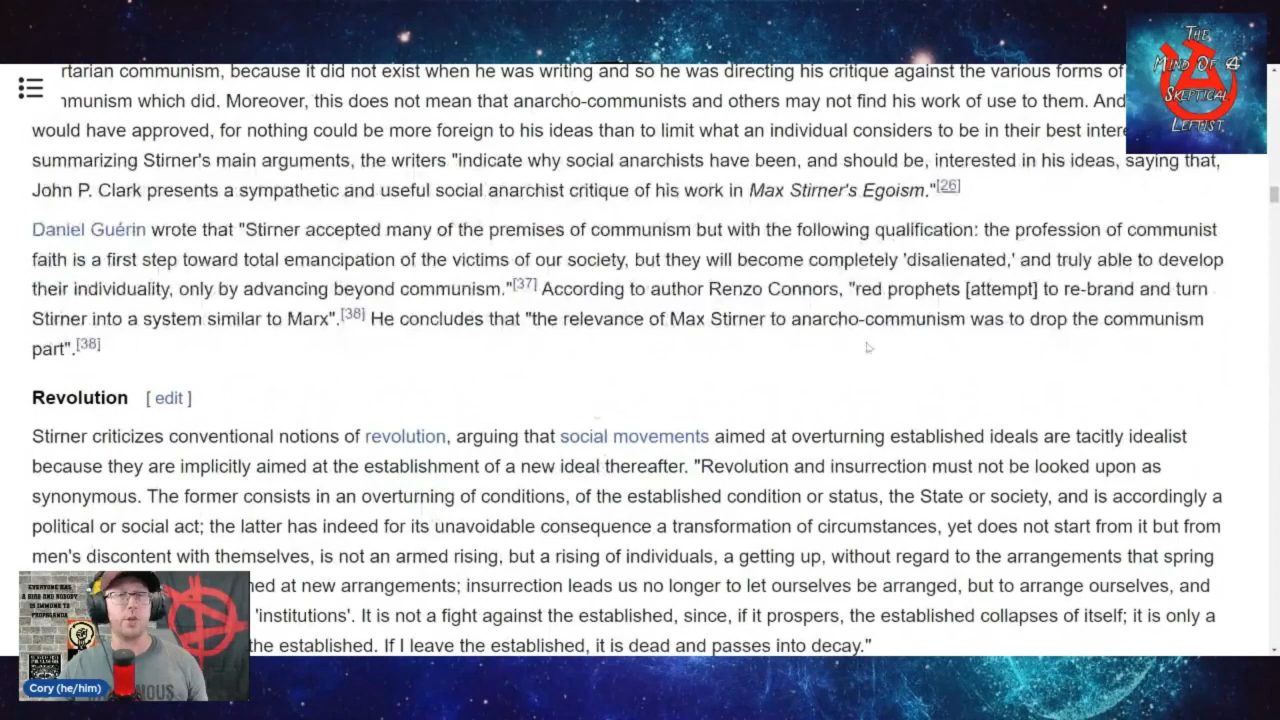 THE
MIND OF A
SKEPTICAL
LEFTIST
rtarian communism, because it did not exist when he was writing and so he was directing his critique against the various forms of
mmunism which did. Moreover, this does not mean that anarcho-communists and others may not find his work of use to them. And
would have approved, for nothing could be more foreign to his ideas than to limit what an individual considers to be in their best intere
summarizing Stirner's main arguments, the writers "indicate why social anarchists have been, and should be, interested in his ideas, saying that,
John P. Clark presents a sympathetic and useful social anarchist critique of his work in Max Stirner's Egoism."[26]
Daniel Guérin wrote that "Stirner accepted many of the premises of communism but with the following qualification: the profession of communist
faith is a first step toward total emancipation of the victims of our society, but they will become completely 'disalienated,' and truly able to develop
their individuality, only by advancing beyond communism."[37] According to author Renzo Connors, "red prophets [attempt] to re-brand and turn
Stirner into a system similar to Marx".[38] He concludes that "the relevance of Max Stirner to anarcho-communism was to drop the communism
part".[38]
Revolution [ edit ]
Stirner criticizes conventional notions of revolution, arguing that social movements aimed at overturning established ideals are tacitly idealist
because they are implicitly aimed at the establishment of a new ideal thereafter. "Revolution and insurrection must not be looked upon as
synonymous. The former consists in an overturning of conditions, of the established condition or status, the State or society, and is accordingly a
political or social act; the latter has indeed for its unavoidable consequence a transformation of circumstances, yet does not start from it but from
men's discontent with themselves, is not an armed rising, but a rising of individuals, a getting up, without regard to the arrangements that spring
ned at new arrangements; insurrection leads us no longer to let ourselves be arranged, but to arrange ourselves, and
'institutions'. It is not a fight against the established, since, if it prospers, the established collapses of itself; it is only a
the established. If I leave the established, it is dead and passes into decay."
EVERYONE HAS
A BIAS AND NOBODY
IS IMMUNE TO
PROPAGANDA
Cory (he/him)